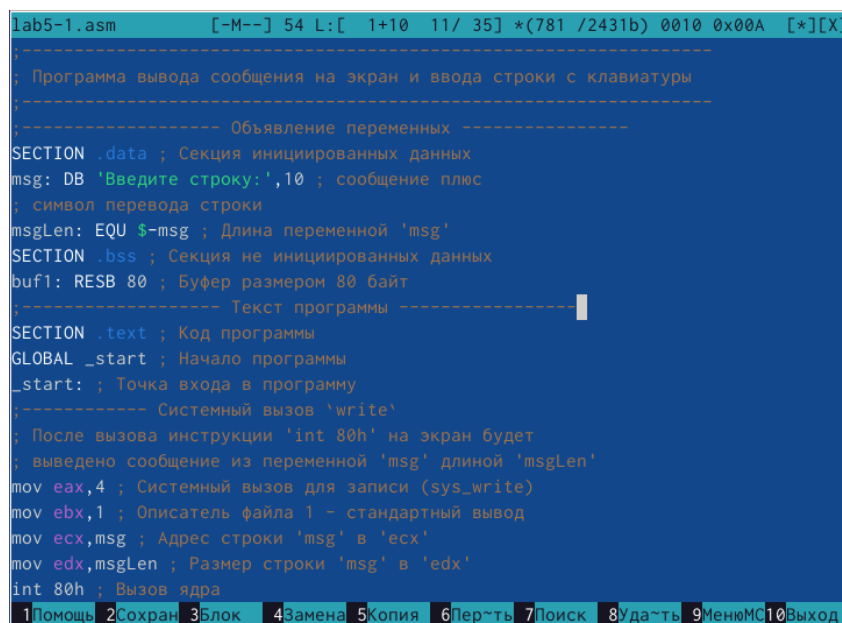 lab5-1.asm [-M--] 54 L:[ 1+10 11/ 35] *(781 /2431b) 0010 0x00A [*][X]
;------------------------------------------------------------------
; Программа вывода сообщения на экран и ввода строки с клавиатуры
;------------------------------------------------------------------
;------------------- Объявление переменных ----------------
SECTION .data ; Секция инициированных данных
msg: DB 'Введите строку:',10 ; сообщение плюс
; символ перевода строки
msgLen: EQU $-msg ; Длина переменной 'msg'
SECTION .bss ; Секция не инициированных данных
buf1: RESB 80 ; Буфер размером 80 байт
;------------------- Текст программы -----------------
SECTION .text ; Код программы
GLOBAL _start ; Начало программы
_start: ; Точка входа в программу
;------------ Системный вызов `write`
; После вызова инструкции 'int 80h' на экран будет
; выведено сообщение из переменной 'msg' длиной 'msgLen'
mov eax,4 ; Системный вызов для записи (sys_write)
mov ebx,1 ; Описатель файла 1 - стандартный вывод
mov ecx,msg ; Адрес строки 'msg' в 'ecx'
mov edx,msgLen ; Размер строки 'msg' в 'edx'
int 80h ; Вызов ядра
1Помощь 2Сохран 3Блок 4Замена 5Копия 6Пер~ть 7Поиск 8Уда~ть 9МенюMC 10Выход